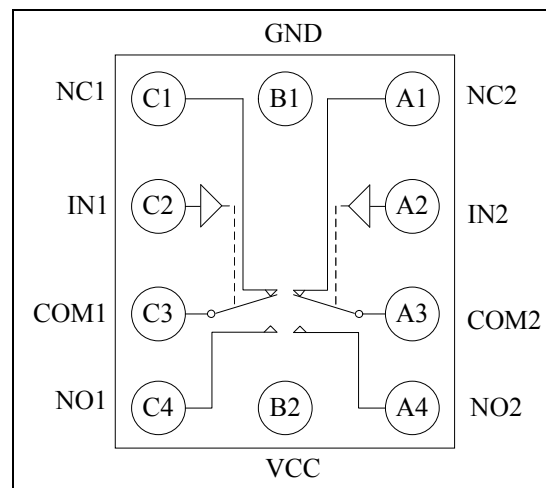 GND
NC1 C1 B1 A1 NC2
IN1 C2 A2 IN2
COM1 C3 A3 COM2
NO1 C4 B2 A4 NO2
VCC